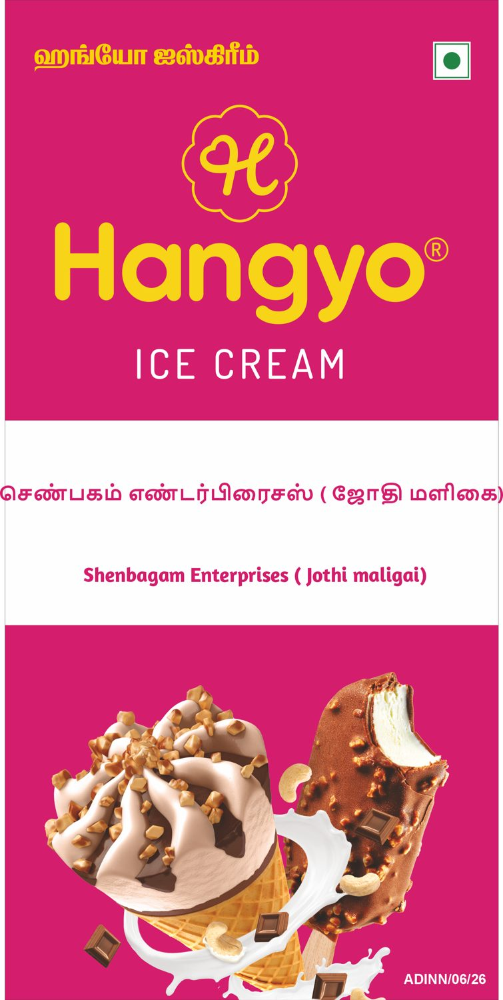 ஹங்யோ ஐஸ்கிரீம்
H
Hangyo®
ICE CREAM
செண்பகம் எண்டர்பிரைசஸ் ( ஜோதி மளிகை)
Shenbagam Enterprises ( Jothi maligai)
ADINN/06/26